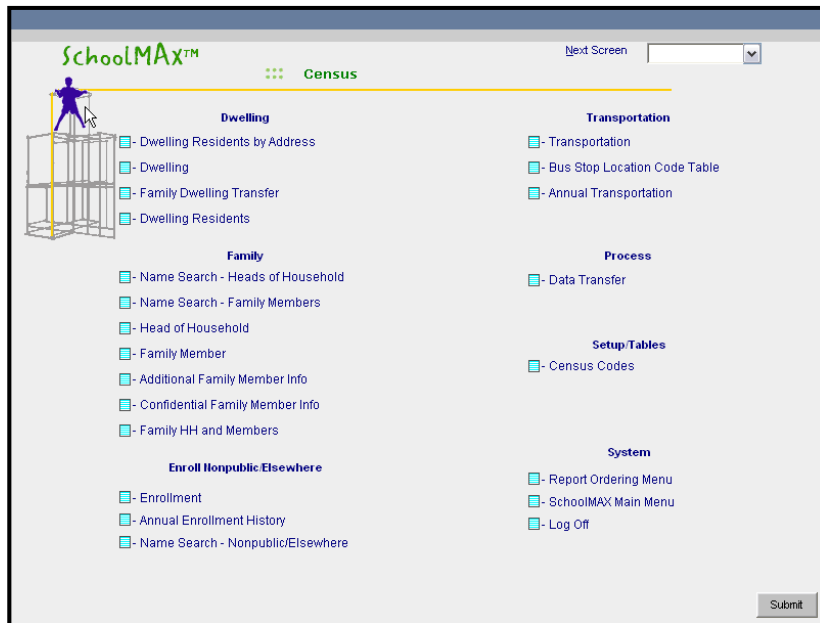 SchoolMAx™
Next Screen
Census
Dwelling
- Dwelling Residents by Address
- Dwelling
- Family Dwelling Transfer
- Dwelling Residents
Family
- Name Search - Heads of Household
- Name Search - Family Members
- Head of Household
- Family Member
- Additional Family Member Info
- Confidential Family Member Info
- Family HH and Members
Enroll Nonpublic/Elsewhere
- Enrollment
- Annual Enrollment History
- Name Search - Nonpublic/Elsewhere
Transportation
- Transportation
- Bus Stop Location Code Table
- Annual Transportation
Process
- Data Transfer
Setup/Tables
- Census Codes
System
- Report Ordering Menu
- SchoolMAX Main Menu
- Log Off
Submit